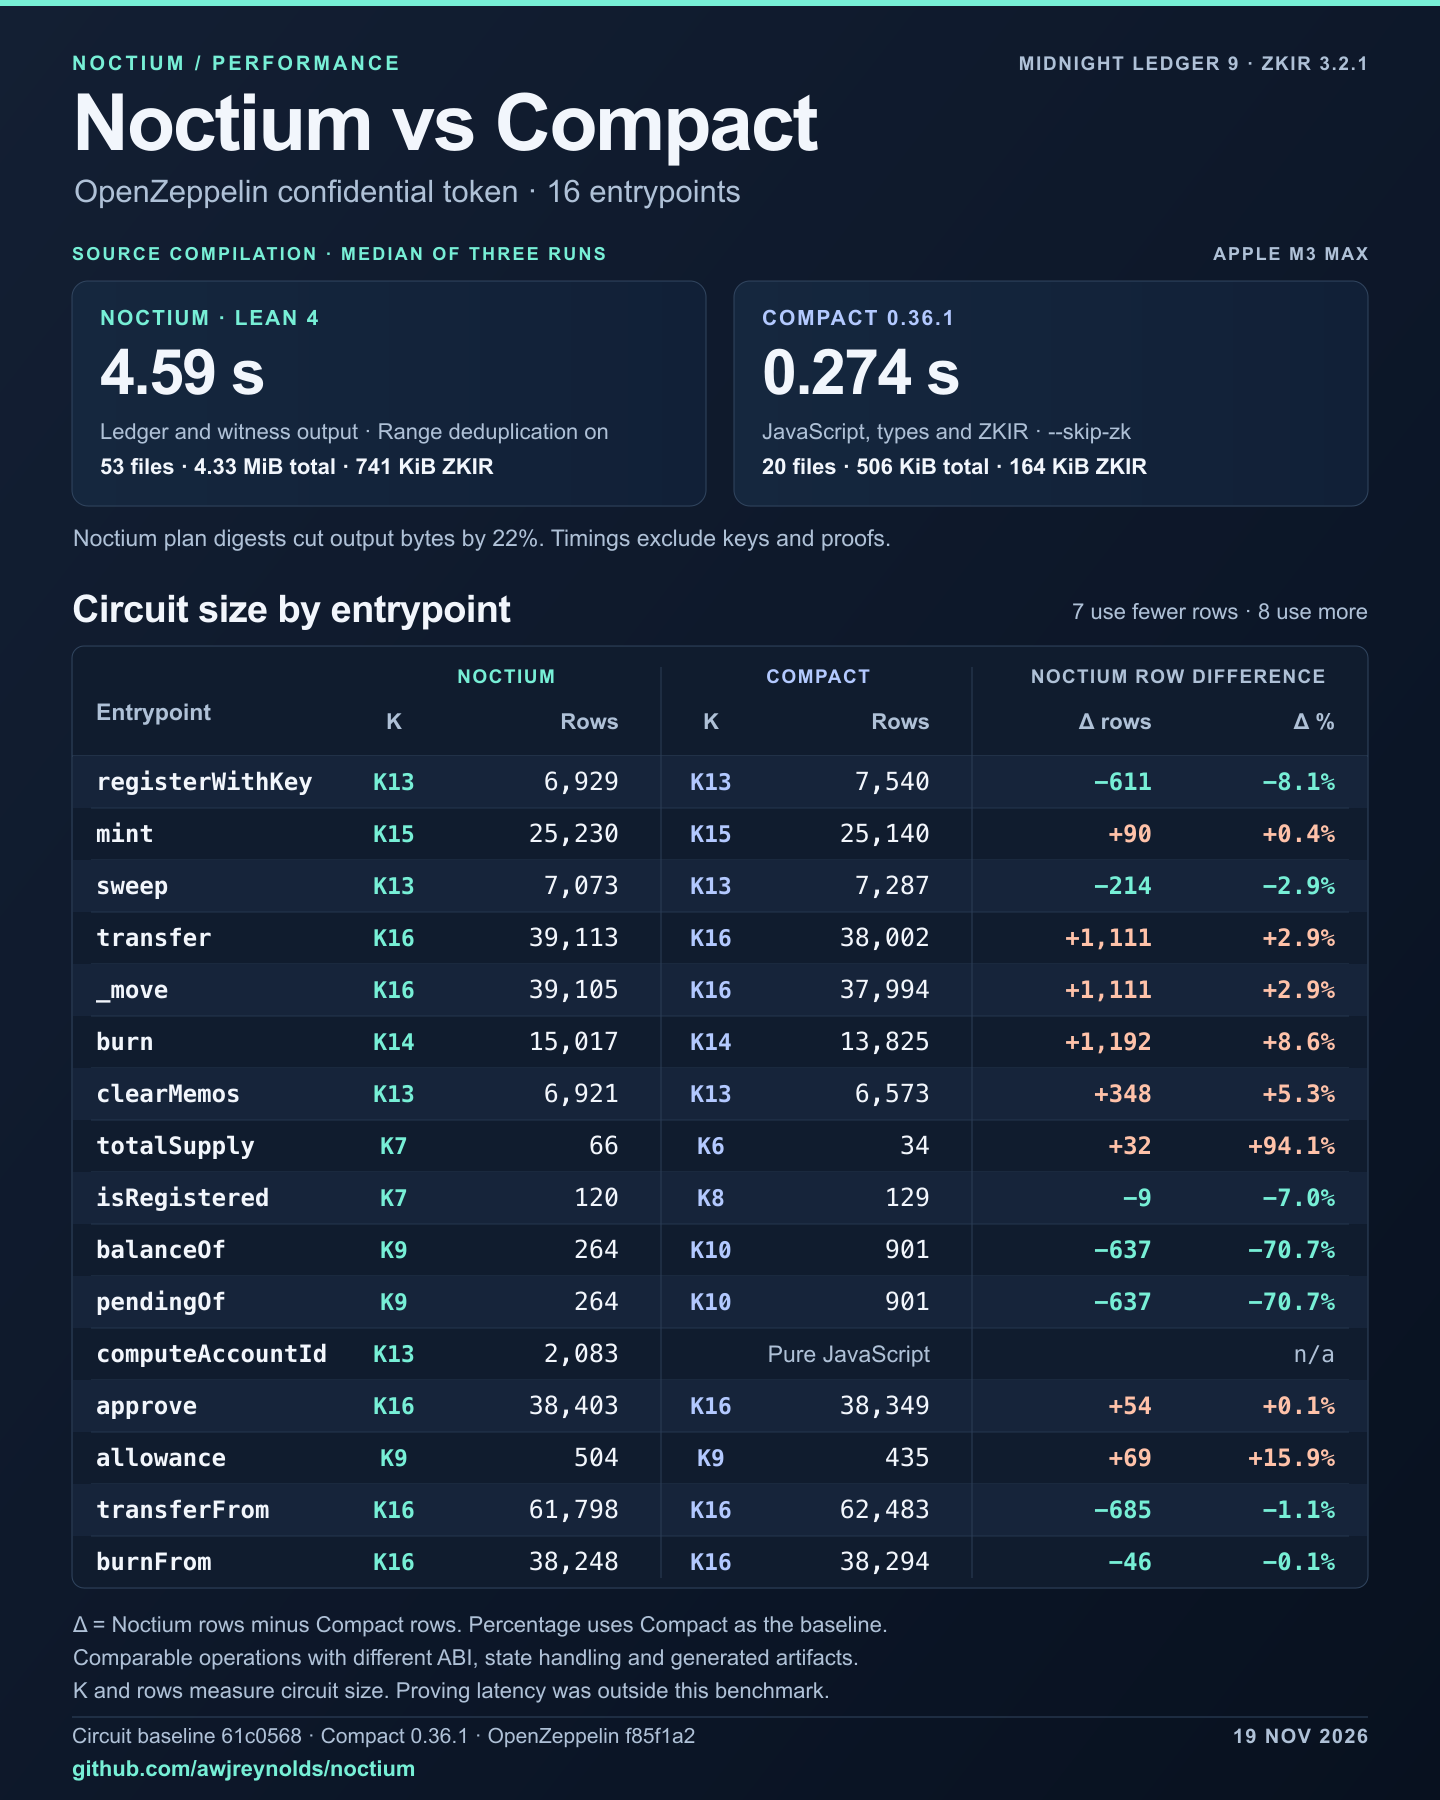 NOCTIUM / PERFORMANCE
MIDNIGHT LEDGER 9 · ZKIR 3.2.1
Noctium vs Compact
OpenZeppelin confidential token · 16 entrypoints
SOURCE COMPILATION · MEDIAN OF THREE RUNS
APPLE M3 MAX
NOCTIUM · LEAN 4
4.59 s
Ledger and witness output · Range deduplication on
53 files · 4.33 MiB total · 741 KiB ZKIR
COMPACT 0.36.1
0.274 s
JavaScript, types and ZKIR · --skip-zk
20 files · 506 KiB total · 164 KiB ZKIR
Noctium plan digests cut output bytes by 22%. Timings exclude keys and proofs.
Circuit size by entrypoint
7 use fewer rows · 8 use more
NOCTIUM COMPACT NOCTIUM ROW DIFFERENCE
Entrypoint K Rows K Rows Δ rows Δ %
registerWithKey K13 6,929 K13 7,540 −611 −8.1%
mint K15 25,230 K15 25,140 +90 +0.4%
sweep K13 7,073 K13 7,287 −214 −2.9%
transfer K16 39,113 K16 38,002 +1,111 +2.9%
_move K16 39,105 K16 37,994 +1,111 +2.9%
burn K14 15,017 K14 13,825 +1,192 +8.6%
clearMemos K13 6,921 K13 6,573 +348 +5.3%
totalSupply K7 66 K6 34 +32 +94.1%
isRegistered K7 120 K8 129 −9 −7.0%
balanceOf K9 264 K10 901 −637 −70.7%
pendingOf K9 264 K10 901 −637 −70.7%
computeAccountId K13 2,083 Pure JavaScript n/a
approve K16 38,403 K16 38,349 +54 +0.1%
allowance K9 504 K9 435 +69 +15.9%
transferFrom K16 61,798 K16 62,483 −685 −1.1%
burnFrom K16 38,248 K16 38,294 −46 −0.1%
Δ = Noctium rows minus Compact rows. Percentage uses Compact as the baseline.
Comparable operations with different ABI, state handling and generated artifacts.
K and rows measure circuit size. Proving latency was outside this benchmark.
Circuit baseline 61c0568 · Compact 0.36.1 · OpenZeppelin f85f1a2
19 NOV 2026
github.com/awjreynolds/noctium